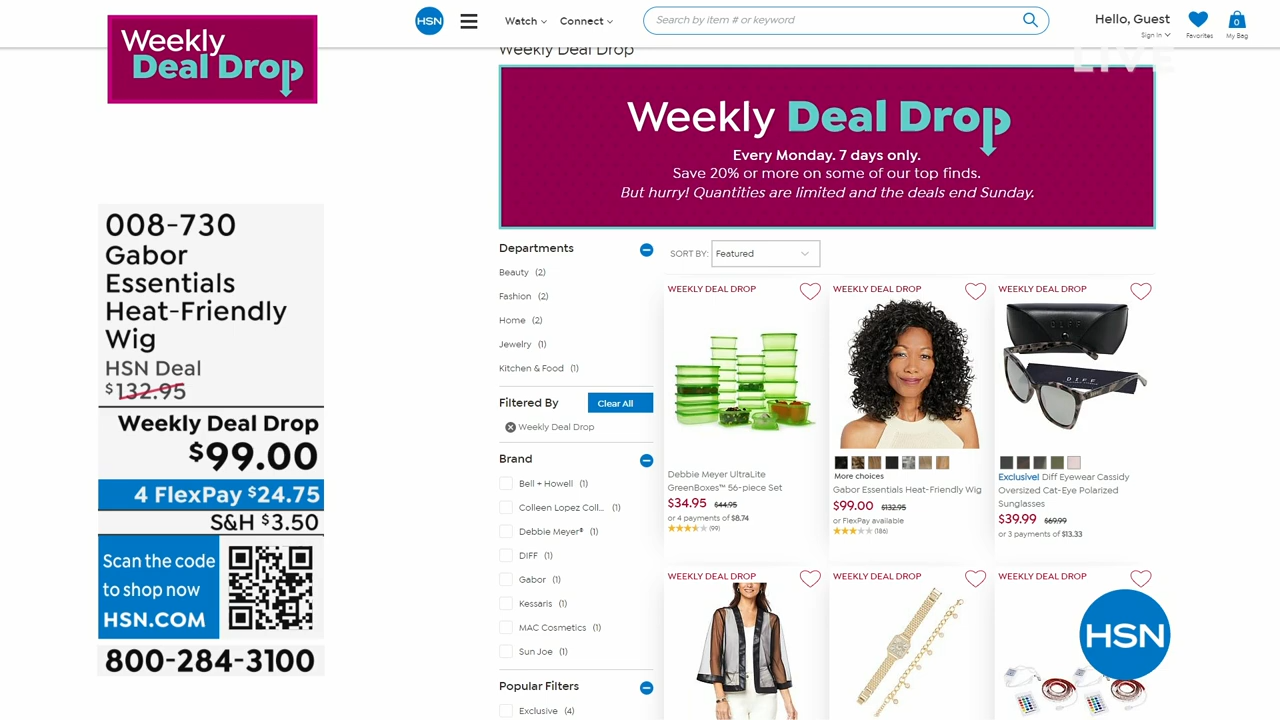 Weekly
Deal Drop
008-730
Gabor
Essentials
Heat-Friendly
Wig
HSN Deal
$132.95
Weekly Deal Drop
$99.00
4 FlexPay $24.75
S&H $3.50
Scan the code
to shop now
HSN.COM
800-284-3100
HSN
Watch
Connect
Search by item # or keyword
Hello, Guest
Sign in
Favorites
0
My Bag
LIVE
Weekly Deal Drop
Weekly Deal Drop
Every Monday. 7 days only.
Save 20% or more on some of our top finds.
But hurry! Quantities are limited and the deals end Sunday.
Departments
Beauty (2)
Fashion (2)
Home (2)
Jewelry (1)
Kitchen & Food (1)
Filtered By
Clear All
Weekly Deal Drop
Brand
Bell + Howell (1)
Colleen Lopez Coll... (1)
Debbie Meyer® (1)
DIFF (1)
Gabor (1)
Kessaris (1)
MAC Cosmetics (1)
Sun Joe (1)
Popular Filters
Exclusive (4)
SORT BY: Featured
WEEKLY DEAL DROP
Debbie Meyer UltraLite
GreenBoxes™ 56-piece Set
$34.95 $44.95
or 4 payments of $8.74
(99)
WEEKLY DEAL DROP
More choices
Gabor Essentials Heat-Friendly Wig
$99.00 $132.95
or FlexPay available
(186)
WEEKLY DEAL DROP
DIFF
DIFF
Exclusive! Diff Eyewear Cassidy
Oversized Cat-Eye Polarized
Sunglasses
$39.99 $69.99
or 3 payments of $13.33
WEEKLY DEAL DROP
WEEKLY DEAL DROP
WEEKLY DEAL DROP
HSN